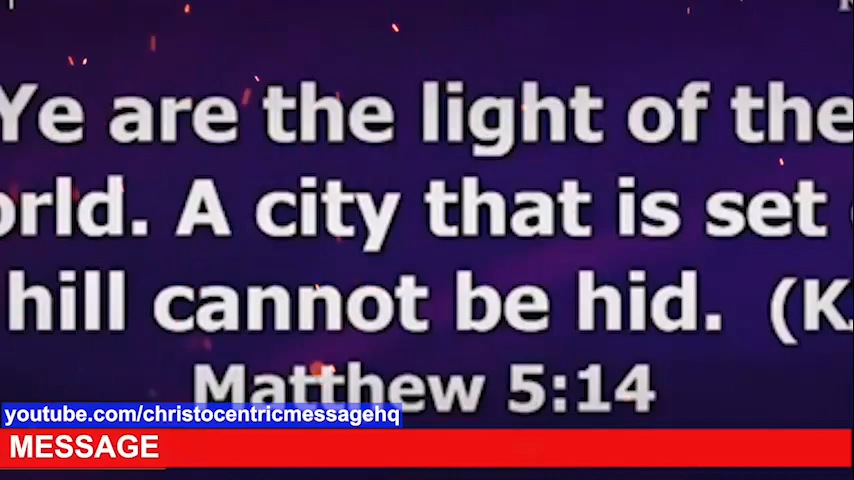 Ye are the light of the
orld. A city that is set
hill cannot be hid. (K
Matthew 5:14
youtube.com/christocentricmessagehq
MESSAGE